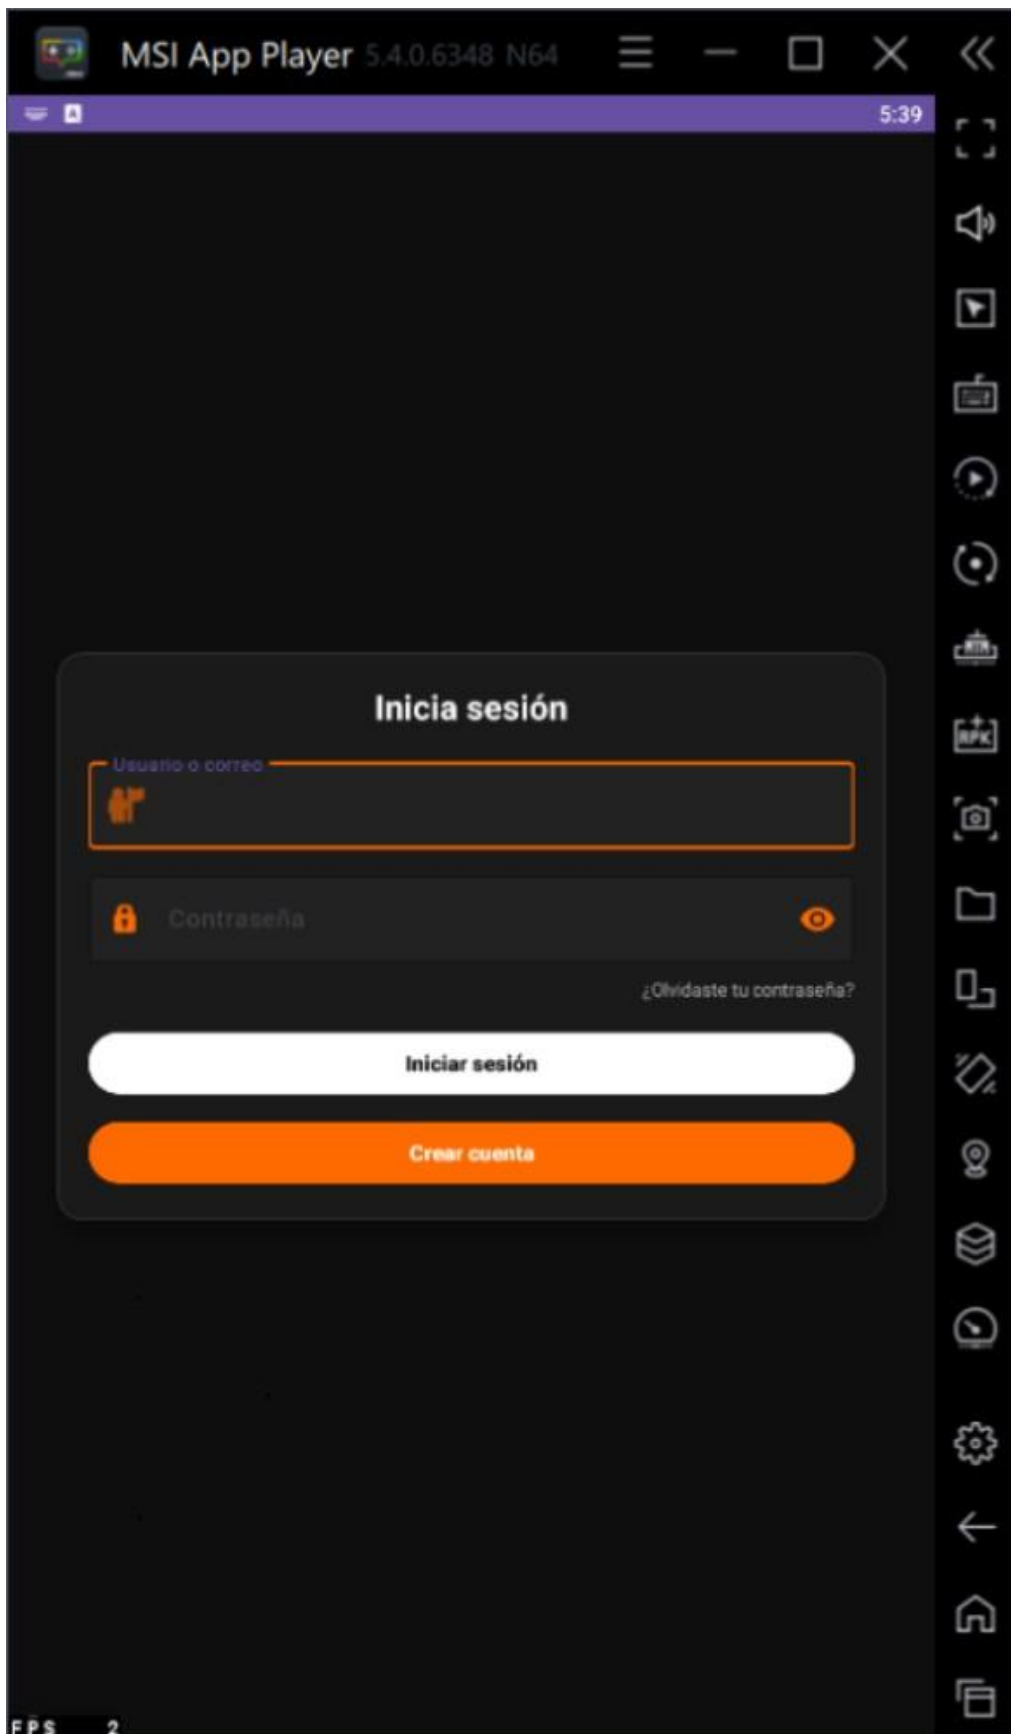 MSI App Player 5.4.0.6348 N64
A 5:39
Inicia sesión
Usuario o correo
Contraseña
¿Olvidaste tu contraseña?
Iniciar sesión
Crear cuenta
RPK
FPS 2